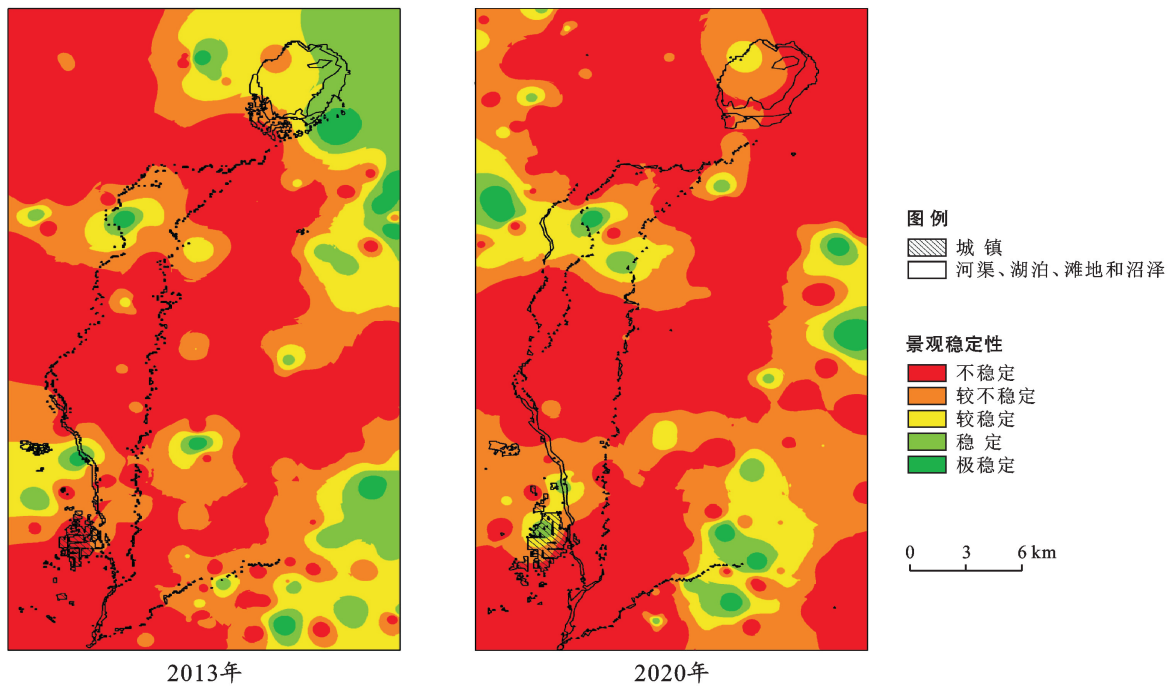 2013年
2020年
图例
城镇
河渠、湖泊、滩地和沼泽
景观稳定性
不稳定
较不稳定
较稳定
稳定
极稳定
0 3 6 km